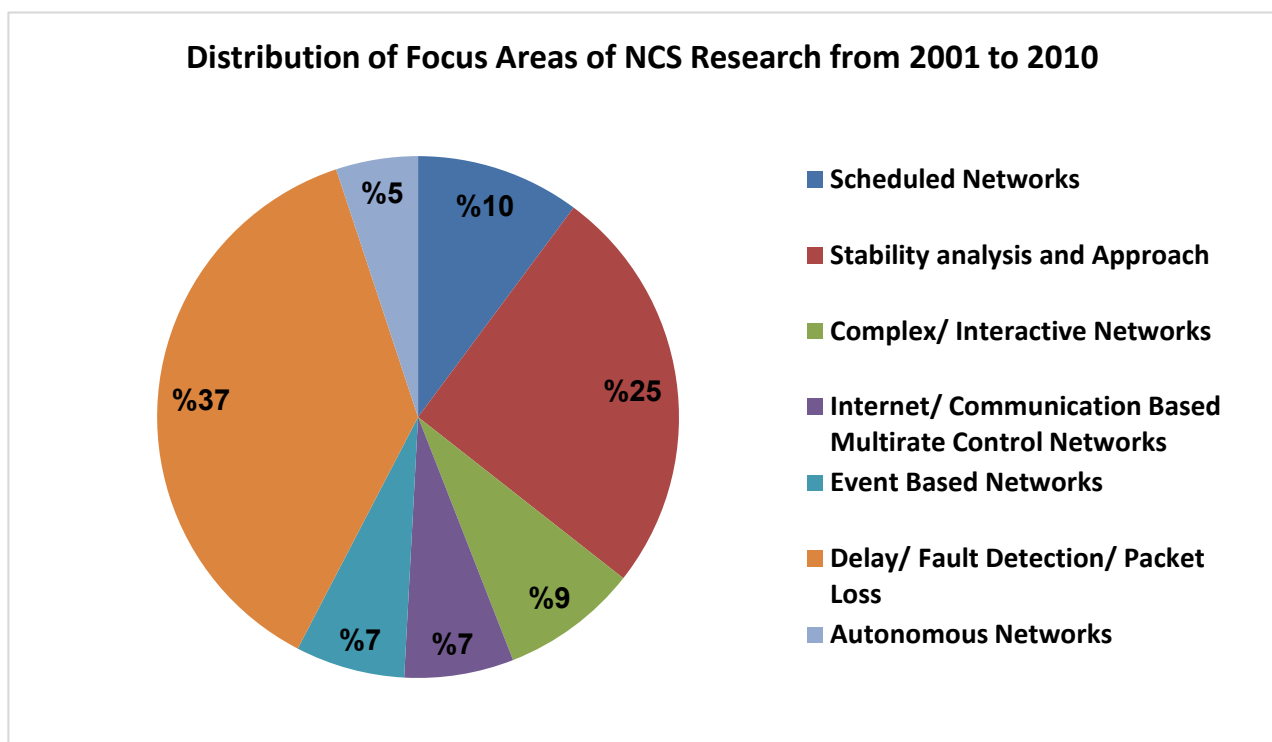 Distribution of Focus Areas of NCS Research from 2001 to 2010
%5
%10
%37
%25
%9
%7
%7
Scheduled Networks
Stability analysis and Approach
Complex/ Interactive Networks
Internet/ Communication Based
Multirate Control Networks
Event Based Networks
Delay/ Fault Detection/ Packet
Loss
Autonomous Networks